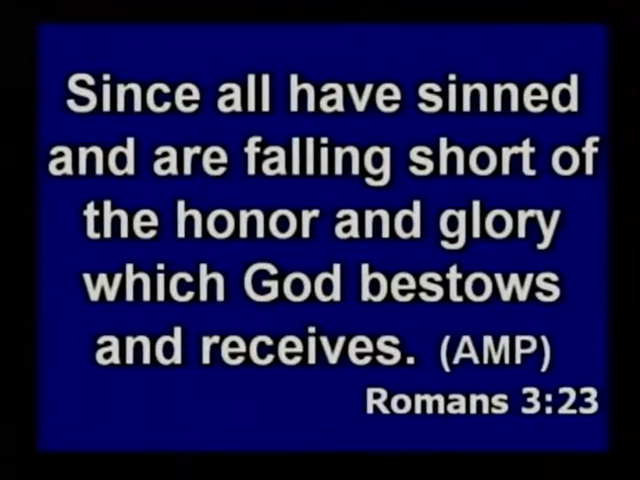 Since all have sinned
and are falling short of
the honor and glory
which God bestows
and receives. (AMP)
Romans 3:23